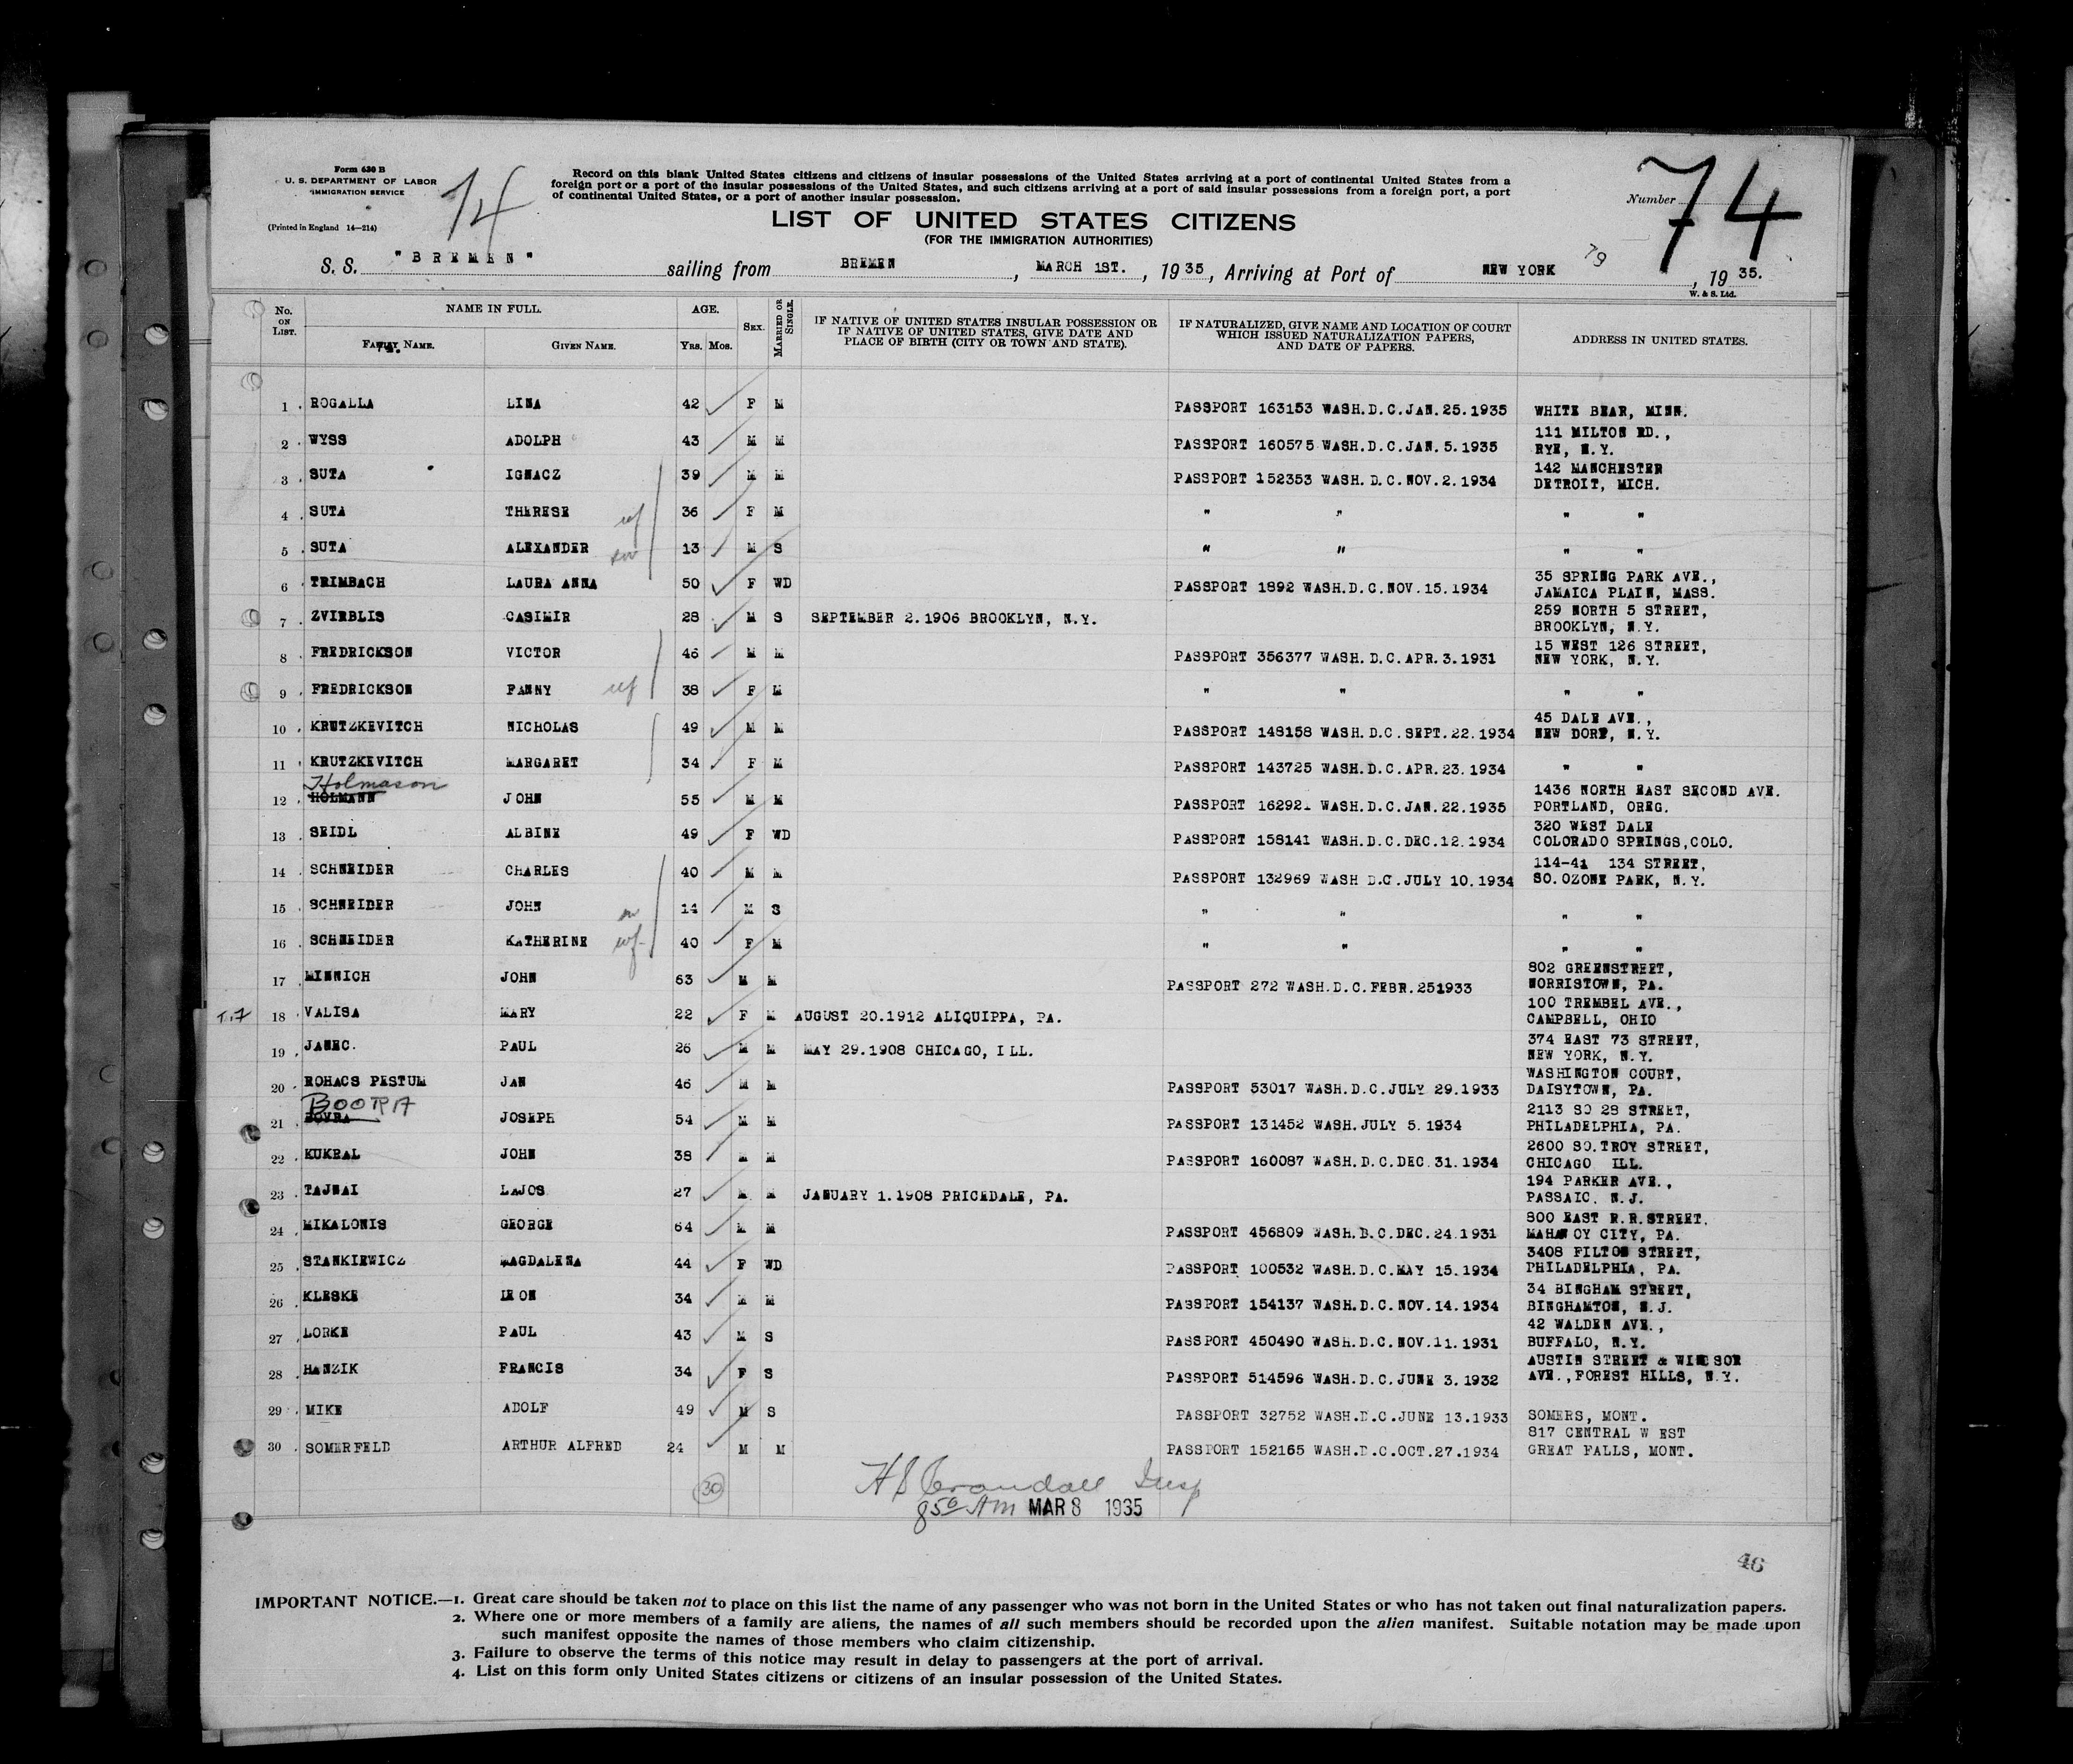 Form 630 B
U. S. DEPARTMENT OF LABOR
IMMIGRATION SERVICE
(Printed in England 14—214)
74
Record on this blank United States citizens and citizens of insular possessions of the United States arriving at a port of continental United States from a
foreign port or a port of the insular possessions of the United States, and such citizens arriving at a port of said insular possessions from a foreign port, a port
of continental United States, or a port of another insular possession.
LIST OF UNITED STATES CITIZENS
(FOR THE IMMIGRATION AUTHORITIES)
Number 74
79
S. S. "BREMEN" sailing from BREMEN, MARCH 1ST., 1935, Arriving at Port of NEW YORK, 1935.
W. & S. Ltd.
No. ON LIST. NAME IN FULL. FAMILY NAME. GIVEN NAME. AGE. YRS. MOS. SEX. MARRIED OR SINGLE. IF NATIVE OF UNITED STATES INSULAR POSSESSION OR IF NATIVE OF UNITED STATES, GIVE DATE AND PLACE OF BIRTH (CITY OR TOWN AND STATE). IF NATURALIZED, GIVE NAME AND LOCATION OF COURT WHICH ISSUED NATURALIZATION PAPERS, AND DATE OF PAPERS. ADDRESS IN UNITED STATES.
1 ROGALLA LINA 42 F M PASSPORT 163153 WASH.D.C.JAN.25.1935 WHITE BEAR, MINN.
2 WYSS ADOLPH 43 M M PASSPORT 160575 WASH.D.C.JAN.5.1935 111 MILTON RD., RYE, N.Y.
3 SUTA IGNACZ 39 M M PASSPORT 152353 WASH.D.C.NOV.2.1934 142 MANCHESTER DETROIT, MICH.
4 SUTA THERESE wf 36 F M " " " "
5 SUTA ALEXANDER son 13 M S " " " "
6 TRIMBACH LAURA ANNA 50 F WD PASSPORT 1892 WASH.D.C.NOV.15.1934 35 SPRING PARK AVE., JAMAICA PLAIN, MASS.
7 ZVIRBLIS CASIMIR 28 M S SEPTEMBER 2.1906 BROOKLYN, N.Y. 259 NORTH 5 STREET, BROOKLYN, N.Y.
8 FREDRICKSON VICTOR 46 M M PASSPORT 356377 WASH.D.C.APR.3.1931 15 WEST 126 STREET, NEW YORK, N.Y.
9 FREDRICKSON FANNY wf 38 F M " " " "
10 KRUTZKEVITCH NICHOLAS 49 M M PASSPORT 148158 WASH.D.C.SEPT.22.1934 45 DALE AVE., NEW DORP, N.Y.
11 KRUTZKEVITCH MARGARET 34 F M PASSPORT 143725 WASH.D.C.APR.23.1934 " "
Holmason
12 HOLMANN JOHN 55 M M PASSPORT 162921 WASH.D.C.JAN.22.1935 1436 NORTH EAST SECOND AVE. PORTLAND, OREG.
13 SEIDL ALBINE 49 F WD PASSPORT 158141 WASH.D.C.DEC.12.1934 320 WEST DALE COLORADO SPRINGS,COLO.
14 SCHNEIDER CHARLES 40 M M PASSPORT 132969 WASH D.C.JULY 10.1934 114-41 134 STREET, SO.OZONE PARK, N.Y.
15 SCHNEIDER JOHN 14 M S " " " "
16 SCHNEIDER KATHERINE wf 40 F M " " " "
17 MINNICH JOHN 63 M M PASSPORT 272 WASH.D.C.FEBR.251933 802 GREENSTREET, NORRISTOWN, PA.
18 VALISA MARY 22 F M AUGUST 20.1912 ALIQUIPPA, PA. 100 TREMBEL AVE., CAMPBELL, OHIO
19 JANEC. PAUL 26 M M MAY 29.1908 CHICAGO, ILL. 374 EAST 73 STREET, NEW YORK, N.Y.
20 ROHACS PESTUM JAN 46 M M PASSPORT 53017 WASH.D.C.JULY 29.1933 WASHINGTON COURT, DAISYTOWN, PA.
BOORA
21 BOVRA JOSEPH 54 M M PASSPORT 131452 WASH.JULY 5.1934 2113 SO 28 STREET, PHILADELPHIA, PA.
22 KUKRAL JOHN 38 M M PASSPORT 160087 WASH.D.C.DEC.31.1934 2600 SO.TROY STREET, CHICAGO ILL.
23 TAJNAI LAJOS 27 M M JANUARY 1.1908 PRICEDALE, PA. 194 PARKER AVE., PASSAIC. N.J.
24 MIKALONIS GEORGE 64 M M PASSPORT 456809 WASH.D.C.DEC.24.1931 800 EAST R.R.STREET, MAHANOY CITY, PA.
25 STANKIEWICZ MAGDALENA 44 F WD PASSPORT 100532 WASH.D.C.MAY 15.1934 3408 FILTON STREET, PHILADELPHIA, PA.
26 KLESKE LEON 34 M M PASSPORT 154137 WASH.D.C.NOV.14.1934 34 BINGHAM STREET, BINGHAMTON, N.J.
27 LORKE PAUL 43 M S PASSPORT 450490 WASH.D.C.NOV.11.1931 42 WALDEN AVE., BUFFALO, N.Y.
28 HANZIK FRANCIS 34 F S PASSPORT 514596 WASH.D.C.JUNE 3.1932 AUSTIN STREET & WINDSOR AVE.,FOREST HILLS, N.Y.
29 MIKE ADOLF 49 M S PASSPORT 32752 WASH.D.C.JUNE 13.1933 SOMERS, MONT.
30 SOMERFELD ARTHUR ALFRED 24 M M PASSPORT 152165 WASH.D.C.OCT.27.1934 817 CENTRAL WEST GREAT FALLS, MONT.
30
H S Crandall Insp
8 50 AM MAR 8 1935
46
IMPORTANT NOTICE.—1. Great care should be taken not to place on this list the name of any passenger who was not born in the United States or who has not taken out final naturalization papers.
2. Where one or more members of a family are aliens, the names of all such members should be recorded upon the alien manifest. Suitable notation may be made upon
such manifest opposite the names of those members who claim citizenship.
3. Failure to observe the terms of this notice may result in delay to passengers at the port of arrival.
4. List on this form only United States citizens or citizens of an insular possession of the United States.